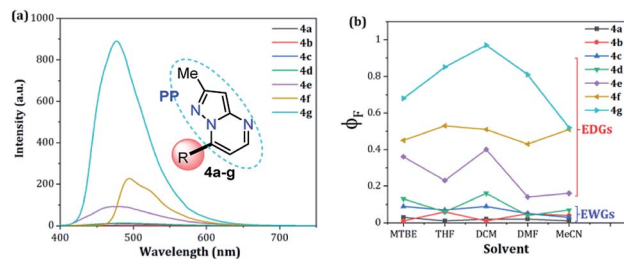 (a)
1000
800
600
400
200
0
Intensity (a.u.)
400
500
600
700
Wavelength (nm)
4a
4b
4c
4d
4e
4f
4g
Me
PP
N
N
N
R
4a-g
(b)
1
0.8
0.6
0.4
0.2
0
ϕF
MTBE
THF
DCM
DMF
MeCN
Solvent
4a
4b
4c
4d
4e
4f
4g
EDGs
EWGs